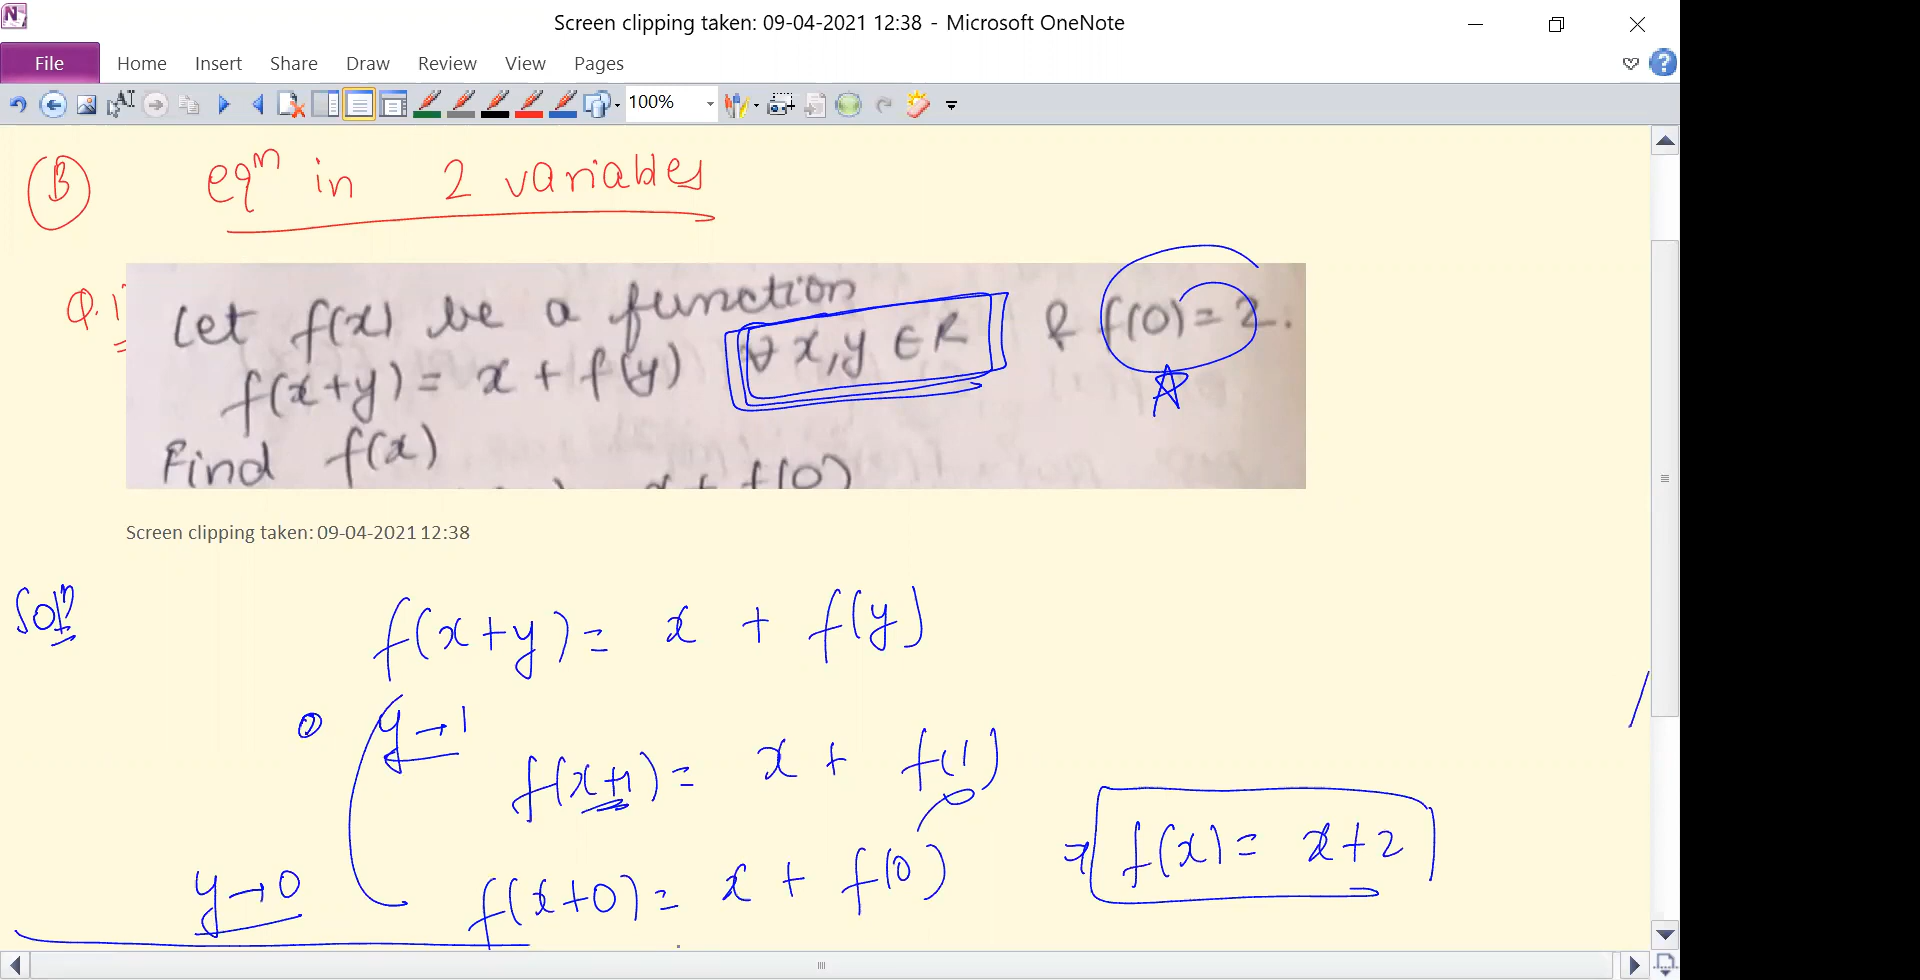 Screen clipping taken: 09-04-2021 12:38 - Microsoft OneNote
File Home Insert Share Draw Review View Pages
100%
B eqn in 2 variables
Q.1
Let f(x) be a function
f(x+y) = x + f(y) ∀ x,y ∈ R & f(0) = 2.
Find f(x)
x + f(0)
Screen clipping taken: 09-04-2021 12:38
Soln f(x+y) = x + f(y)
y→1
f(x+1) = x + f(1)
f(x) = x+2
y→0 f(x+0) = x + f(0)